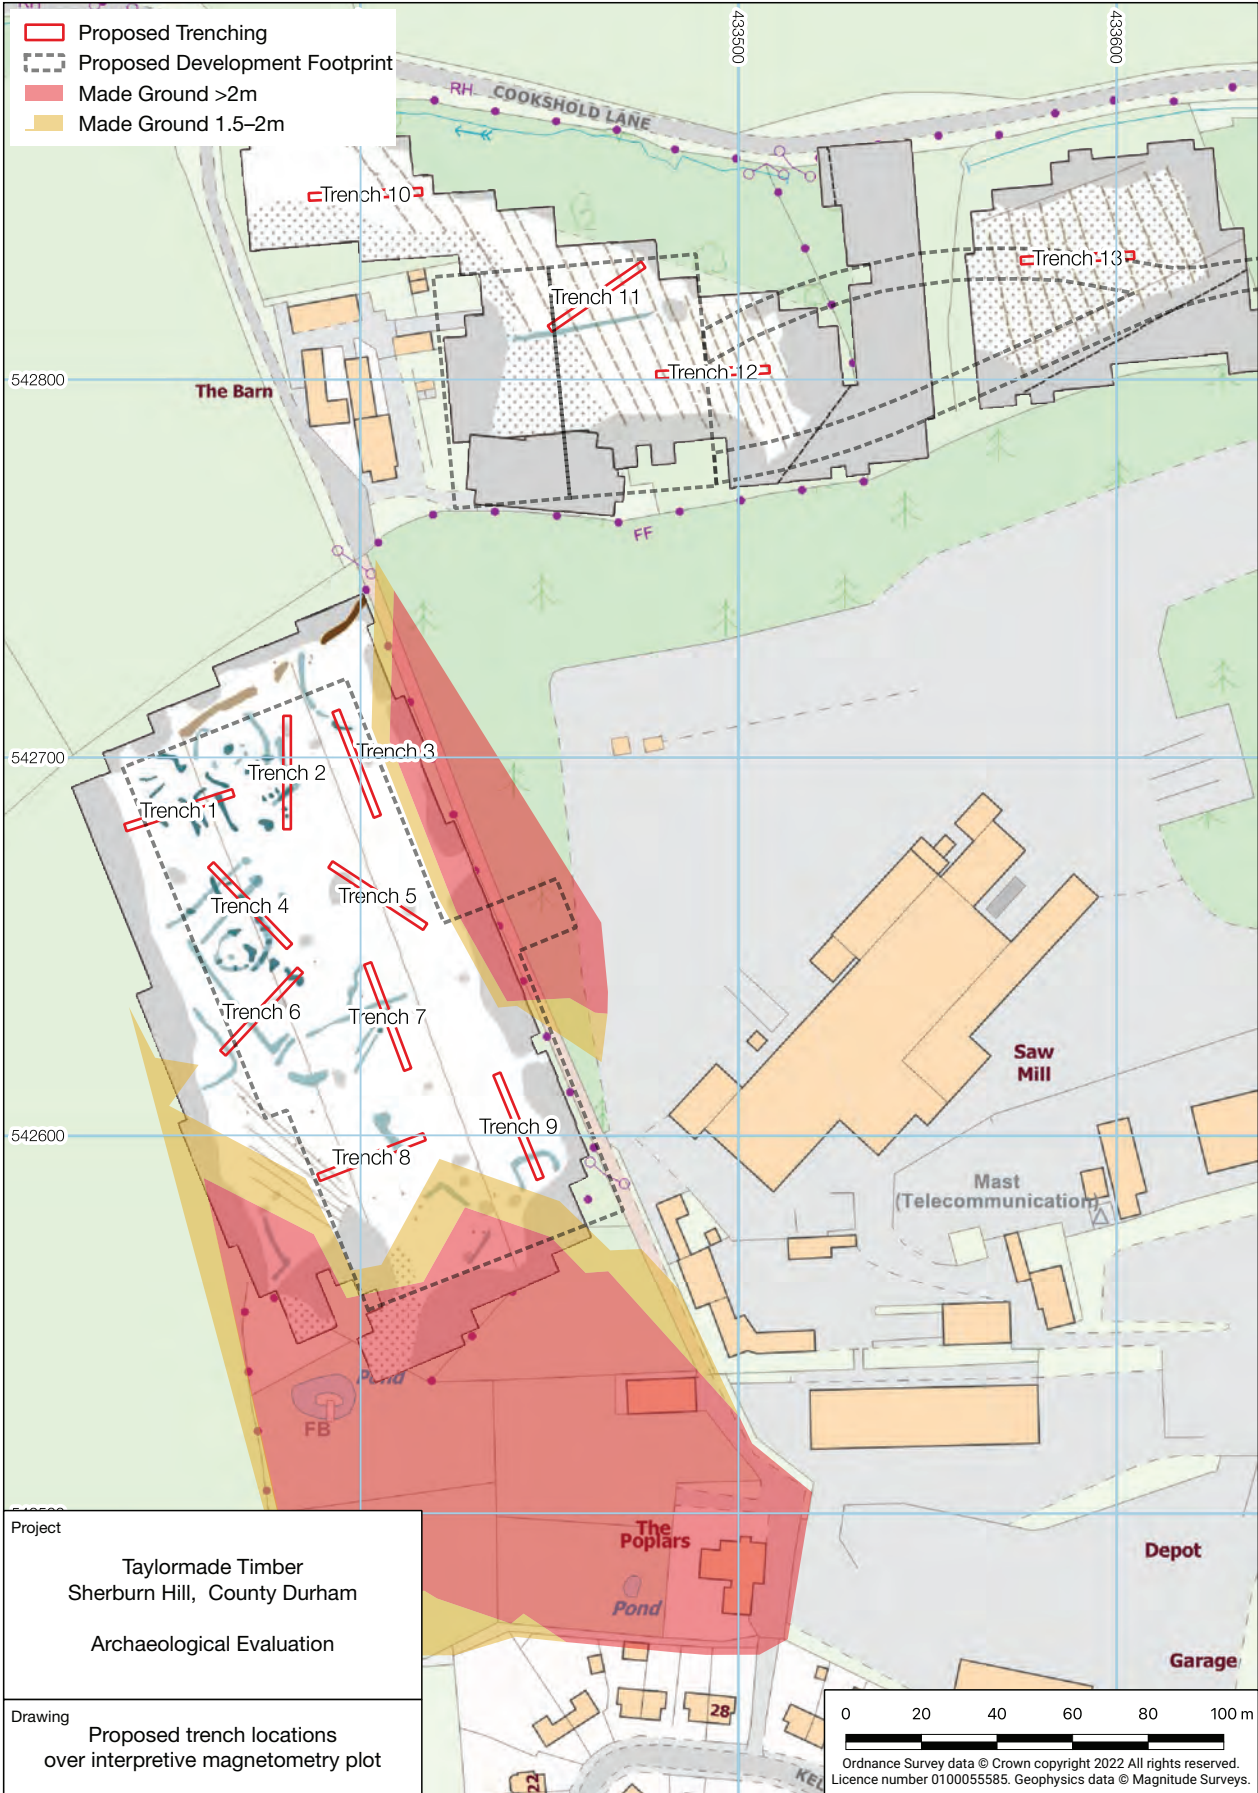 Proposed Trenching
Proposed Development Footprint
Made Ground >2m
Made Ground 1.5–2m
433500
433600
RH
COOKSHOLD LANE
Trench 10
Trench 11
Trench 12
Trench 13
542800
The Barn
FF
542700
Trench 1
Trench 2
Trench 3
Trench 4
Trench 5
Trench 6
Trench 7
Trench 8
Trench 9
542600
Saw
Mill
Mast
(Telecommunication)
Pond
FB
The
Poplars
Pond
Depot
Garage
28
22
Project
Taylormade Timber
Sherburn Hill, County Durham
Archaeological Evaluation
Drawing
Proposed trench locations
over interpretive magnetometry plot
0 20 40 60 80 100 m
Ordnance Survey data © Crown copyright 2022 All rights reserved.
Licence number 0100055585. Geophysics data © Magnitude Surveys.